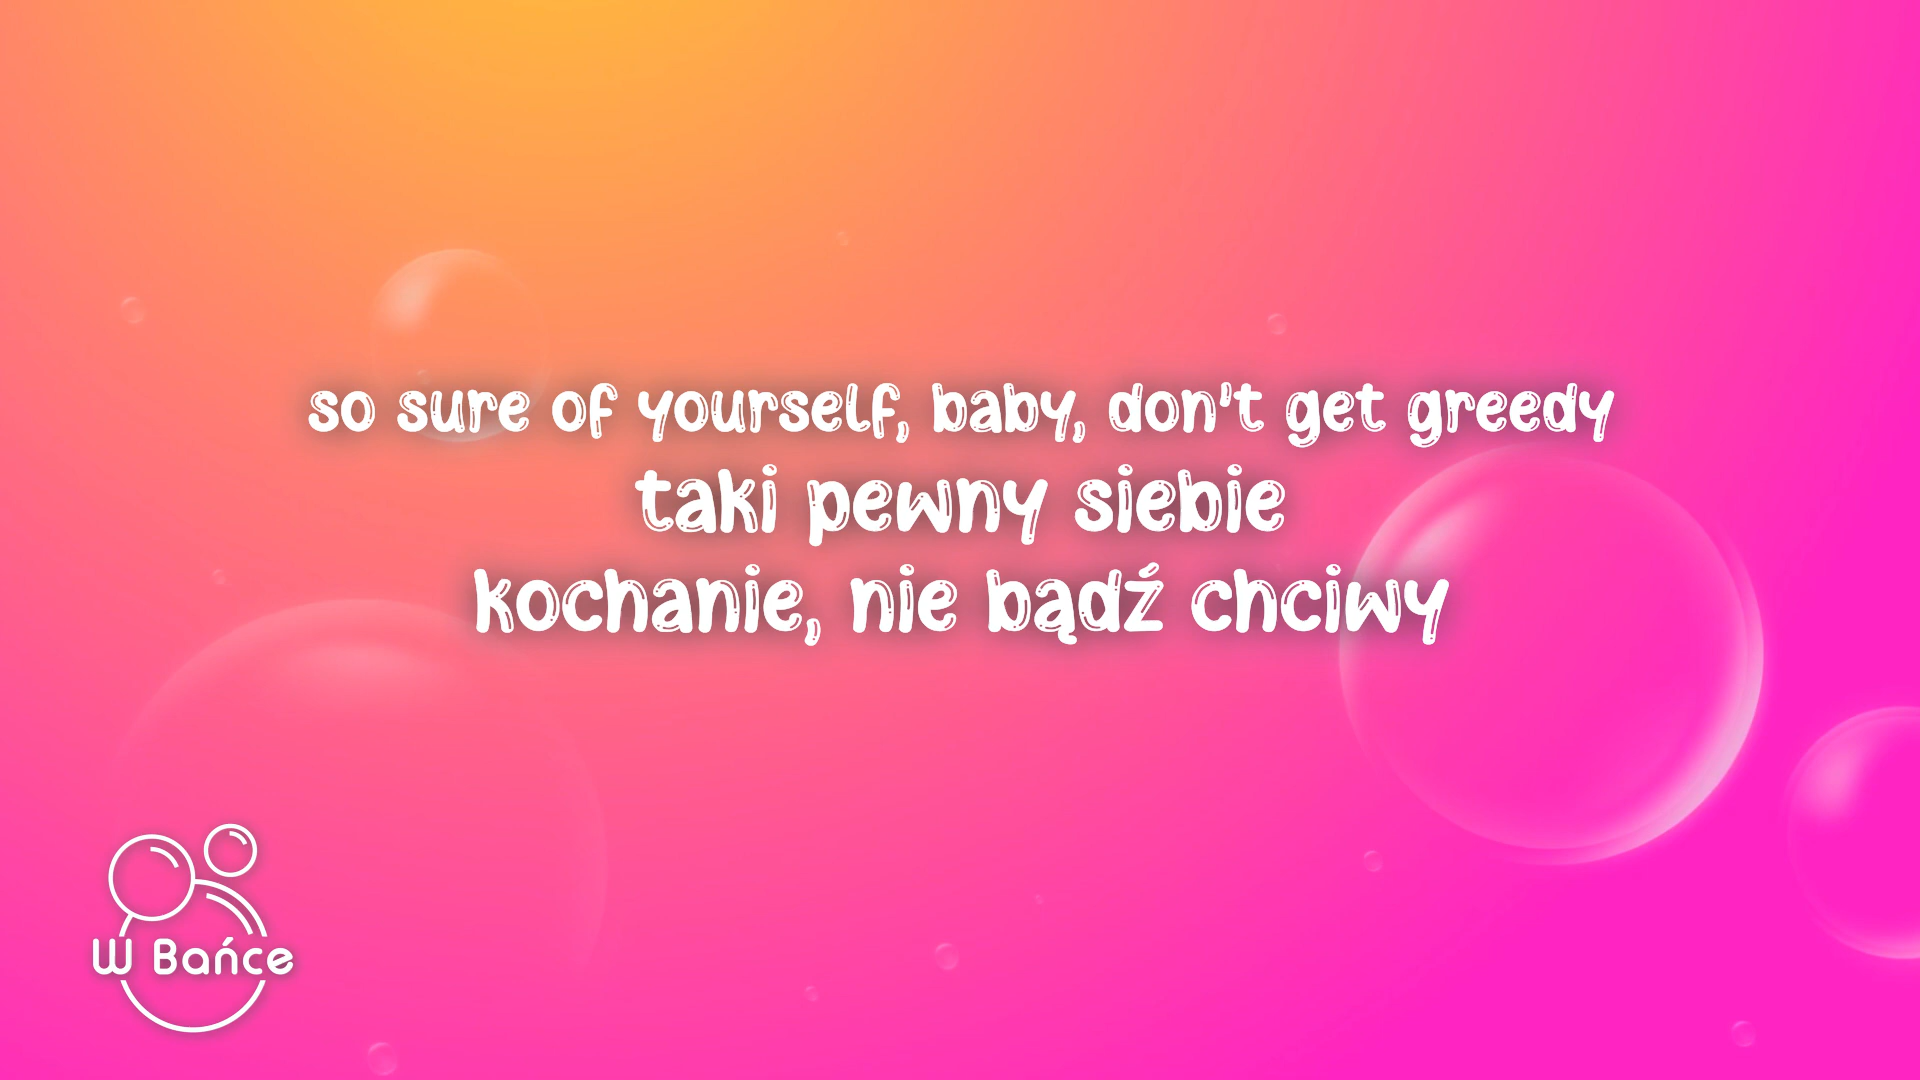 so sure of yourself, baby, don't get greedy
taki pewny siebie
kochanie, nie bądź chciwy
W Bańce